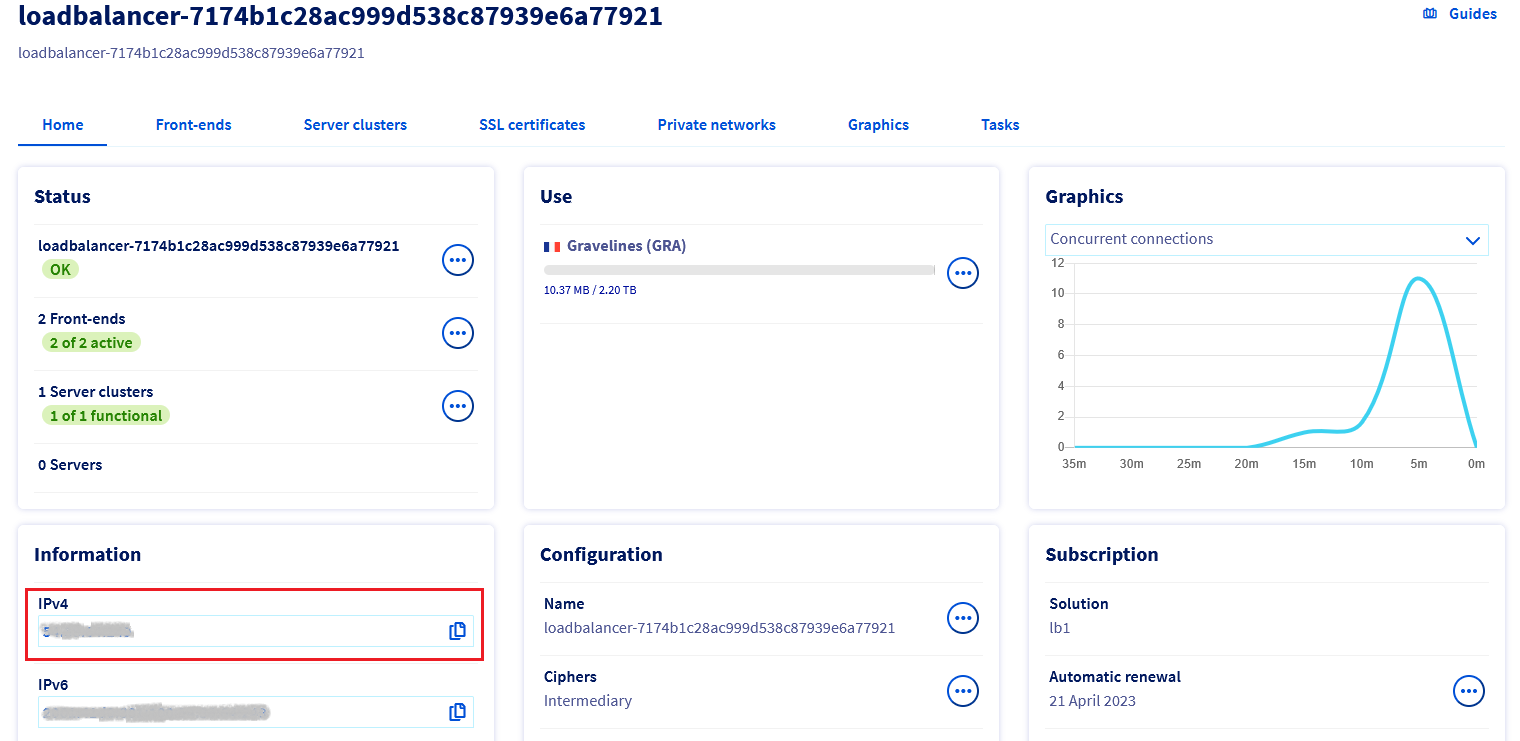 loadbalancer-7174b1c28ac999d538c87939e6a77921
Guides
loadbalancer-7174b1c28ac999d538c87939e6a77921
Home Front-ends Server clusters SSL certificates Private networks Graphics Tasks
Status
loadbalancer-7174b1c28ac999d538c87939e6a77921
OK
2 Front-ends
2 of 2 active
1 Server clusters
1 of 1 functional
0 Servers
Use
Gravelines (GRA)
10.37 MB / 2.20 TB
Graphics
Concurrent connections
12
10
8
6
4
2
0
35m 30m 25m 20m 15m 10m 5m 0m
Information
IPv4
IPv6
Configuration
Name
loadbalancer-7174b1c28ac999d538c87939e6a77921
Ciphers
Intermediary
Subscription
Solution
lb1
Automatic renewal
21 April 2023